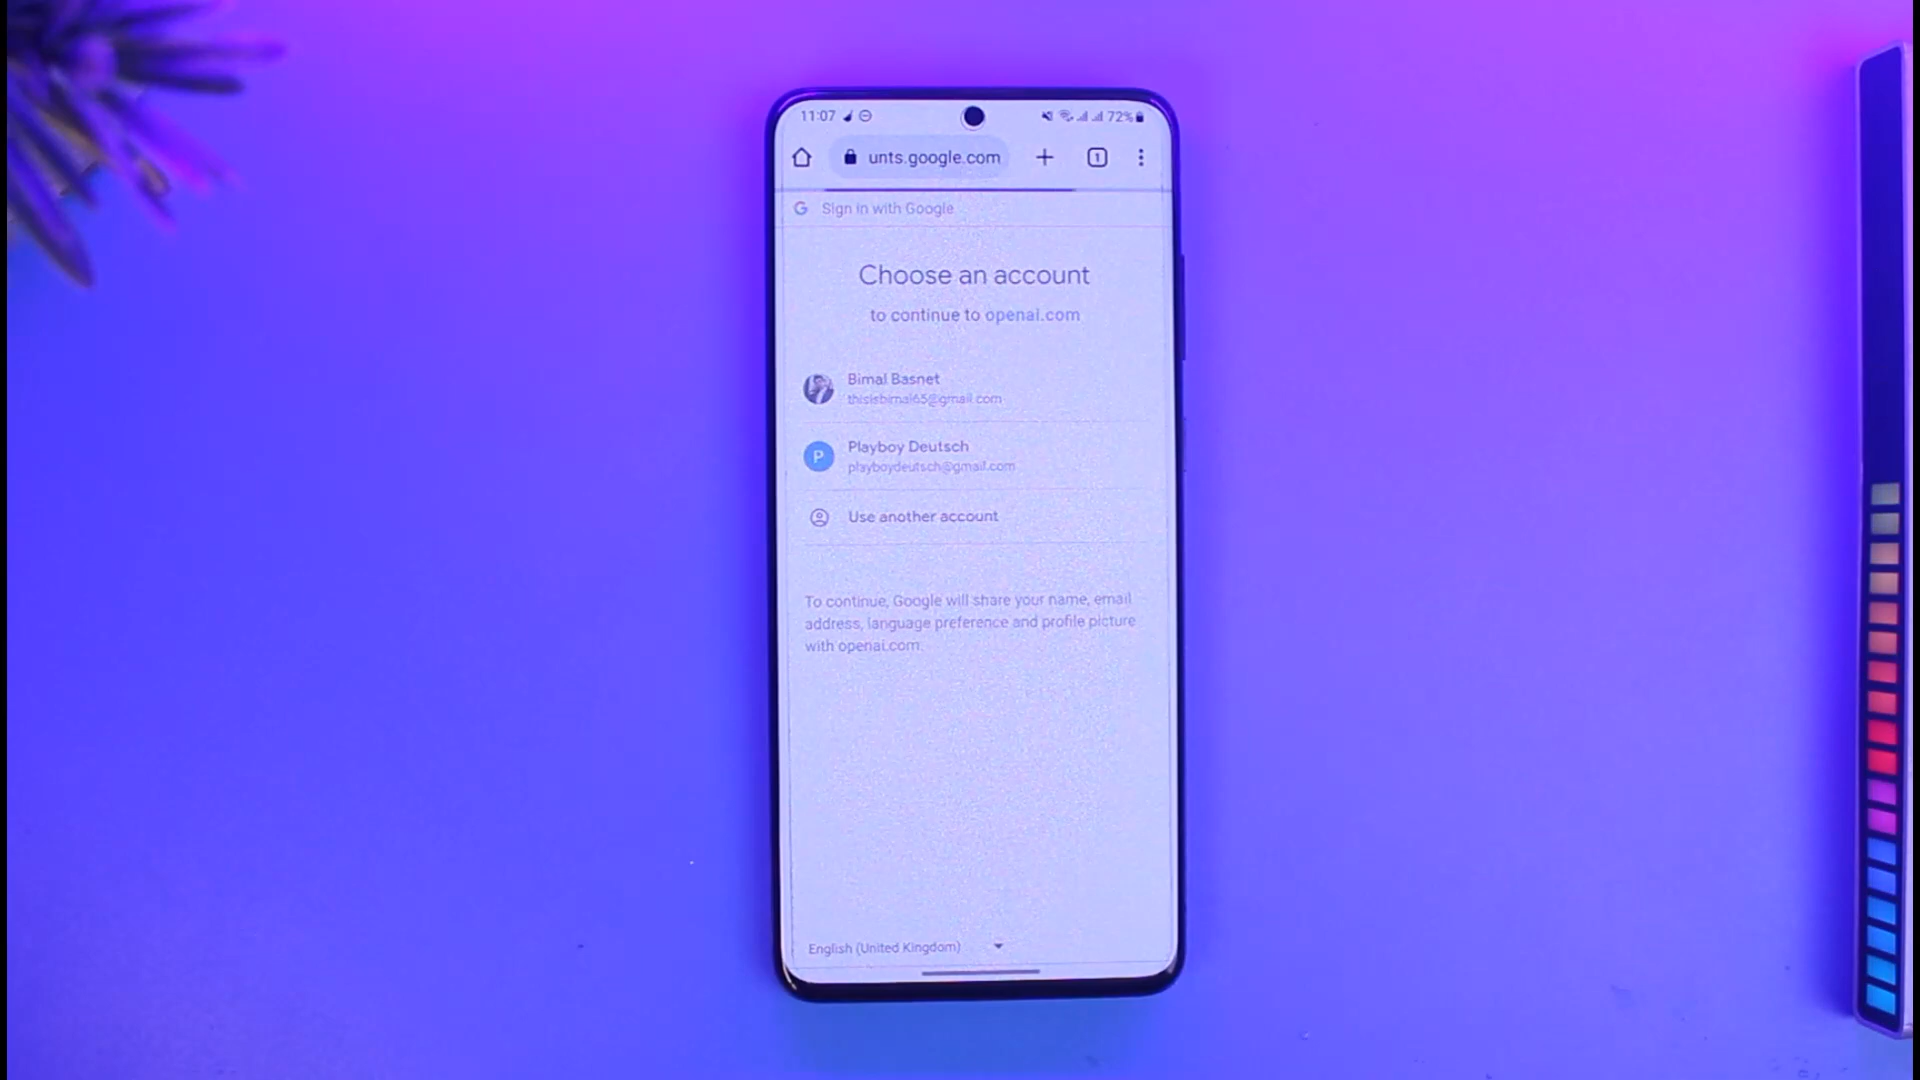 11:07
72%
unts.google.com
1
G Sign in with Google
Choose an account
to continue to openai.com
Bimal Basnet
thisisbimal65@gmail.com
P
Playboy Deutsch
playboydeutsch@gmail.com
Use another account
To continue, Google will share your name, email
address, language preference and profile picture
with openai.com.
English (United Kingdom)